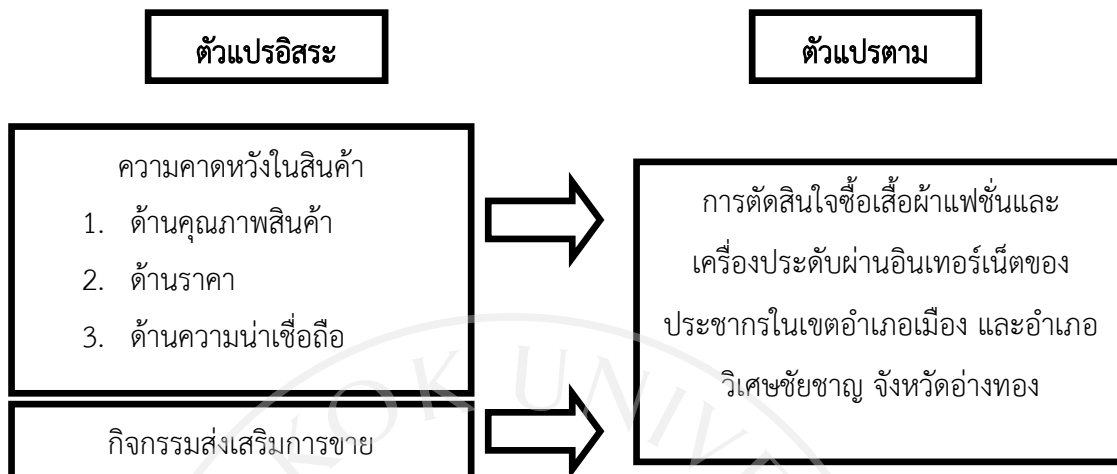 ตัวแปรอิสระ
ตัวแปรตาม
ความคาดหวังในสินค้า
1. ด้านคุณภาพสินค้า
2. ด้านราคา
3. ด้านความน่าเชื่อถือ
กิจกรรมส่งเสริมการขาย
การตัดสินใจซื้อเสื้อผ้าแฟชั่นและ
เครื่องประดับผ่านอินเทอร์เน็ตของ
ประชากรในเขตอำเภอเมือง และอำเภอ
วิเศษชัยชาญ จังหวัดอ่างทอง
KOK UNIV